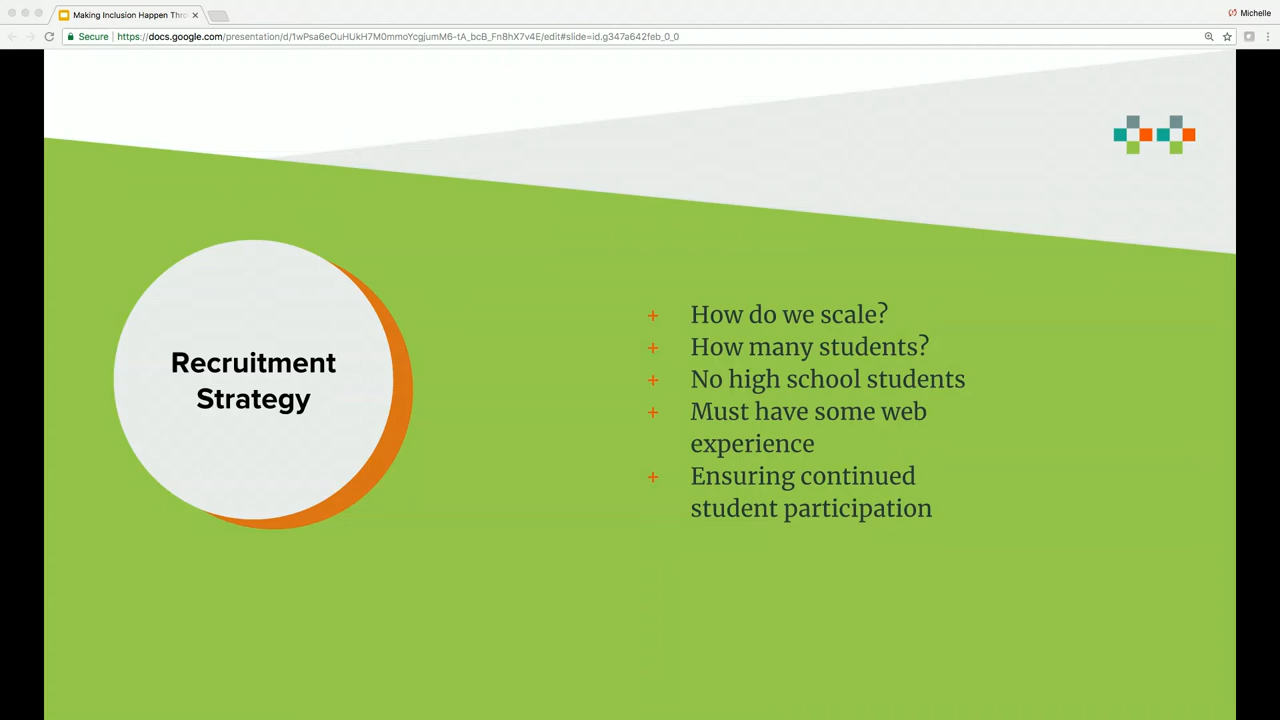 Making Inclusion Happen Thro
Michelle
Secure
https://docs.google.com/presentation/d/1wPsa6eOuHUkH7M0mmoYcgjumM6-tA_bcB_Fn8hX7v4E/edit#slide=id.g347a642feb_0_0
Recruitment
Strategy
+ How do we scale?
+ How many students?
+ No high school students
+ Must have some web
experience
+ Ensuring continued
student participation